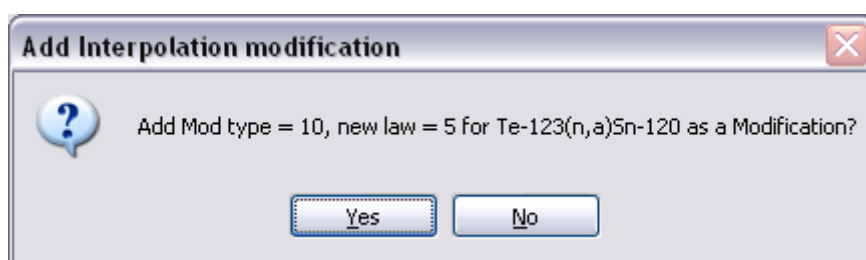 Add Interpolation modification
Add Mod type = 10, new law = 5 for Te-123(n,a)Sn-120 as a Modification?
Yes No